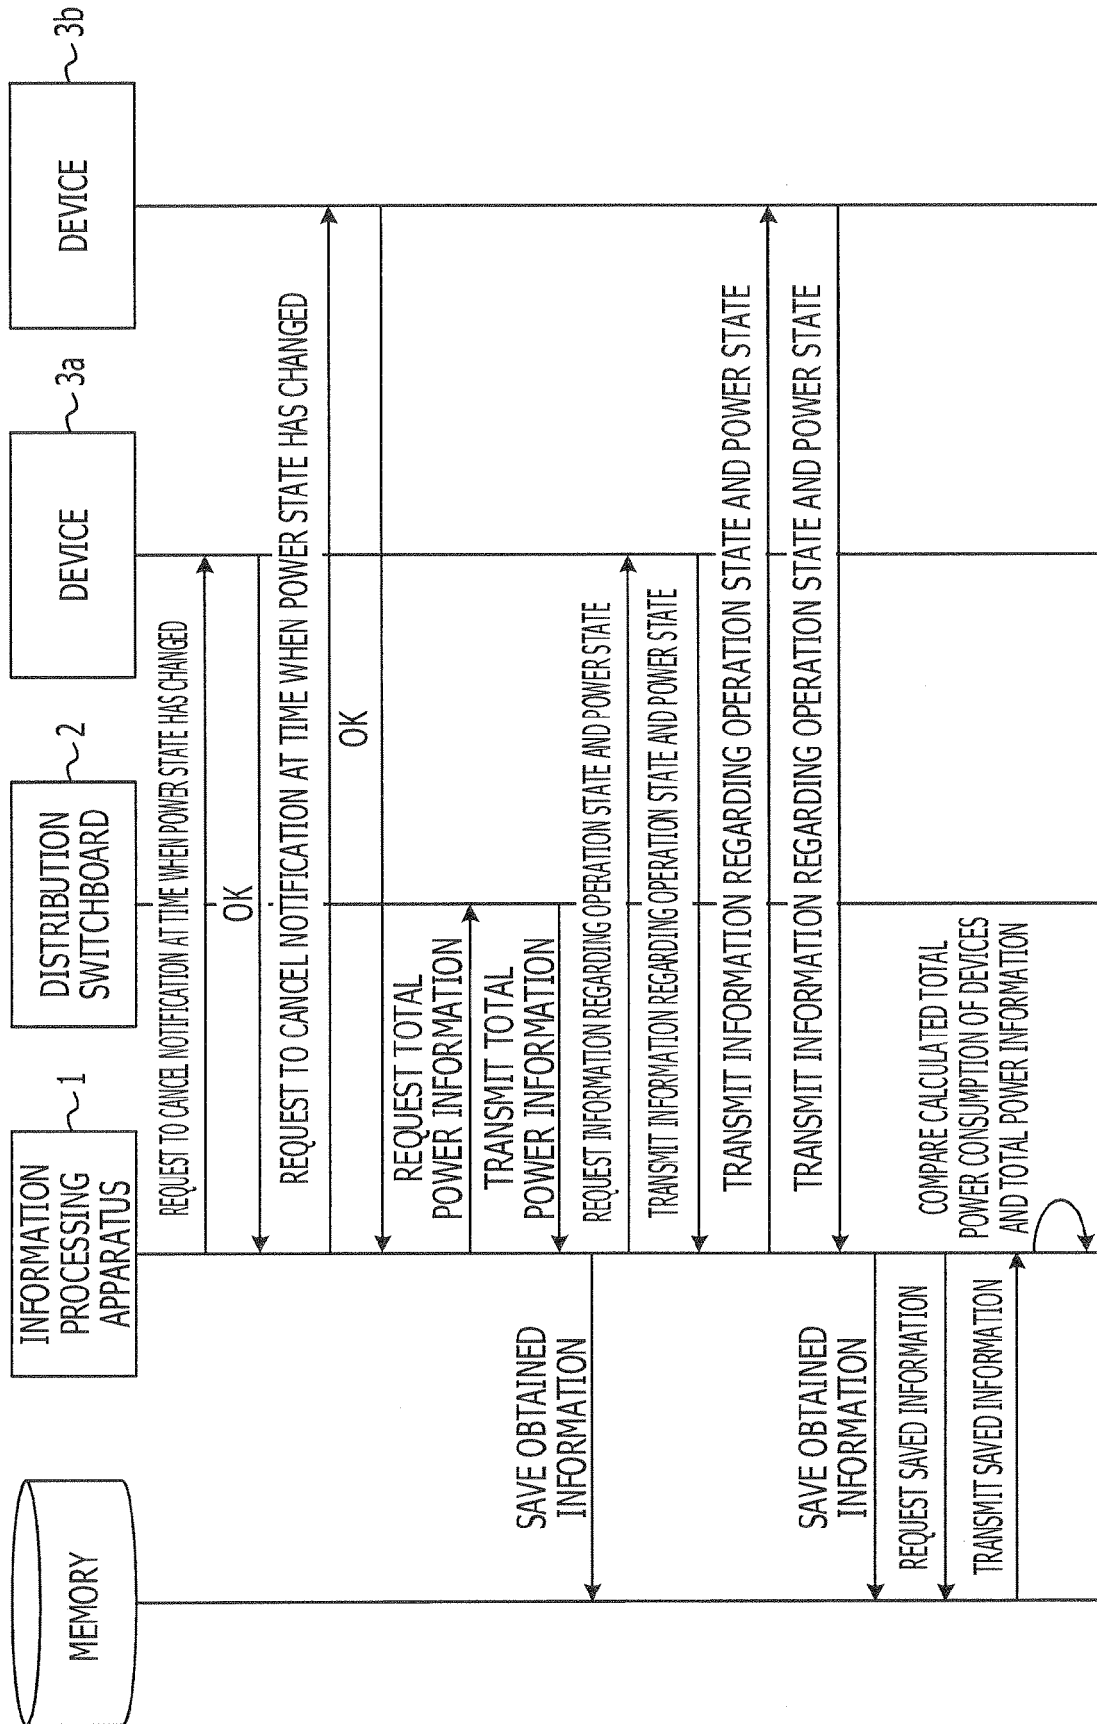 MEMORY
INFORMATION
PROCESSING
APPARATUS
1
DISTRIBUTION
SWITCHBOARD
2
DEVICE
3a
DEVICE
3b
REQUEST TO CANCEL NOTIFICATION AT TIME WHEN POWER STATE HAS CHANGED
OK
REQUEST TO CANCEL NOTIFICATION AT TIME WHEN POWER STATE HAS CHANGED
OK
REQUEST TOTAL
POWER INFORMATION
TRANSMIT TOTAL
POWER INFORMATION
SAVE OBTAINED
INFORMATION
REQUEST INFORMATION REGARDING OPERATION STATE AND POWER STATE
TRANSMIT INFORMATION REGARDING OPERATION STATE AND POWER STATE
TRANSMIT INFORMATION REGARDING OPERATION STATE AND POWER STATE
TRANSMIT INFORMATION REGARDING OPERATION STATE AND POWER STATE
SAVE OBTAINED
INFORMATION
REQUEST SAVED INFORMATION
TRANSMIT SAVED INFORMATION
COMPARE CALCULATED TOTAL
POWER CONSUMPTION OF DEVICES
AND TOTAL POWER INFORMATION